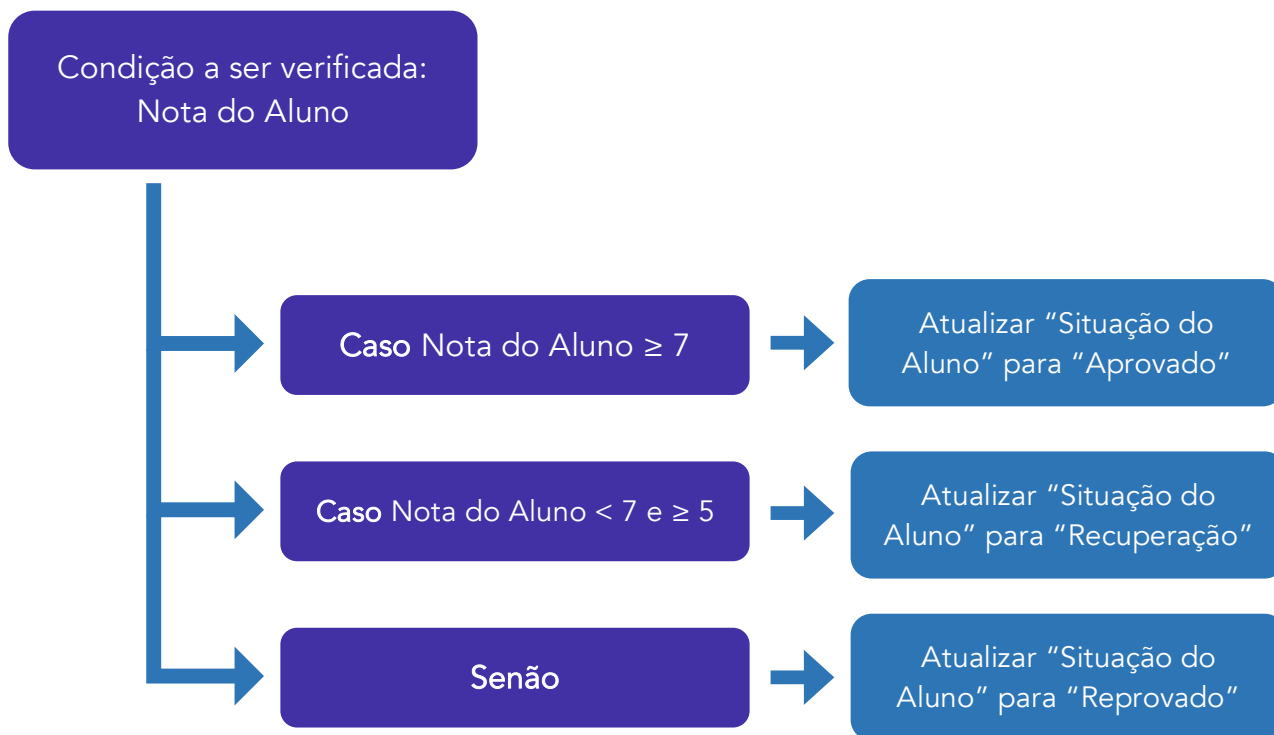 Condição a ser verificada:
Nota do Aluno
Caso Nota do Aluno ≥ 7
Atualizar “Situação do
Aluno” para “Aprovado”
Caso Nota do Aluno < 7 e ≥ 5
Atualizar “Situação do
Aluno” para “Recuperação”
Senão
Atualizar “Situação do
Aluno” para “Reprovado”